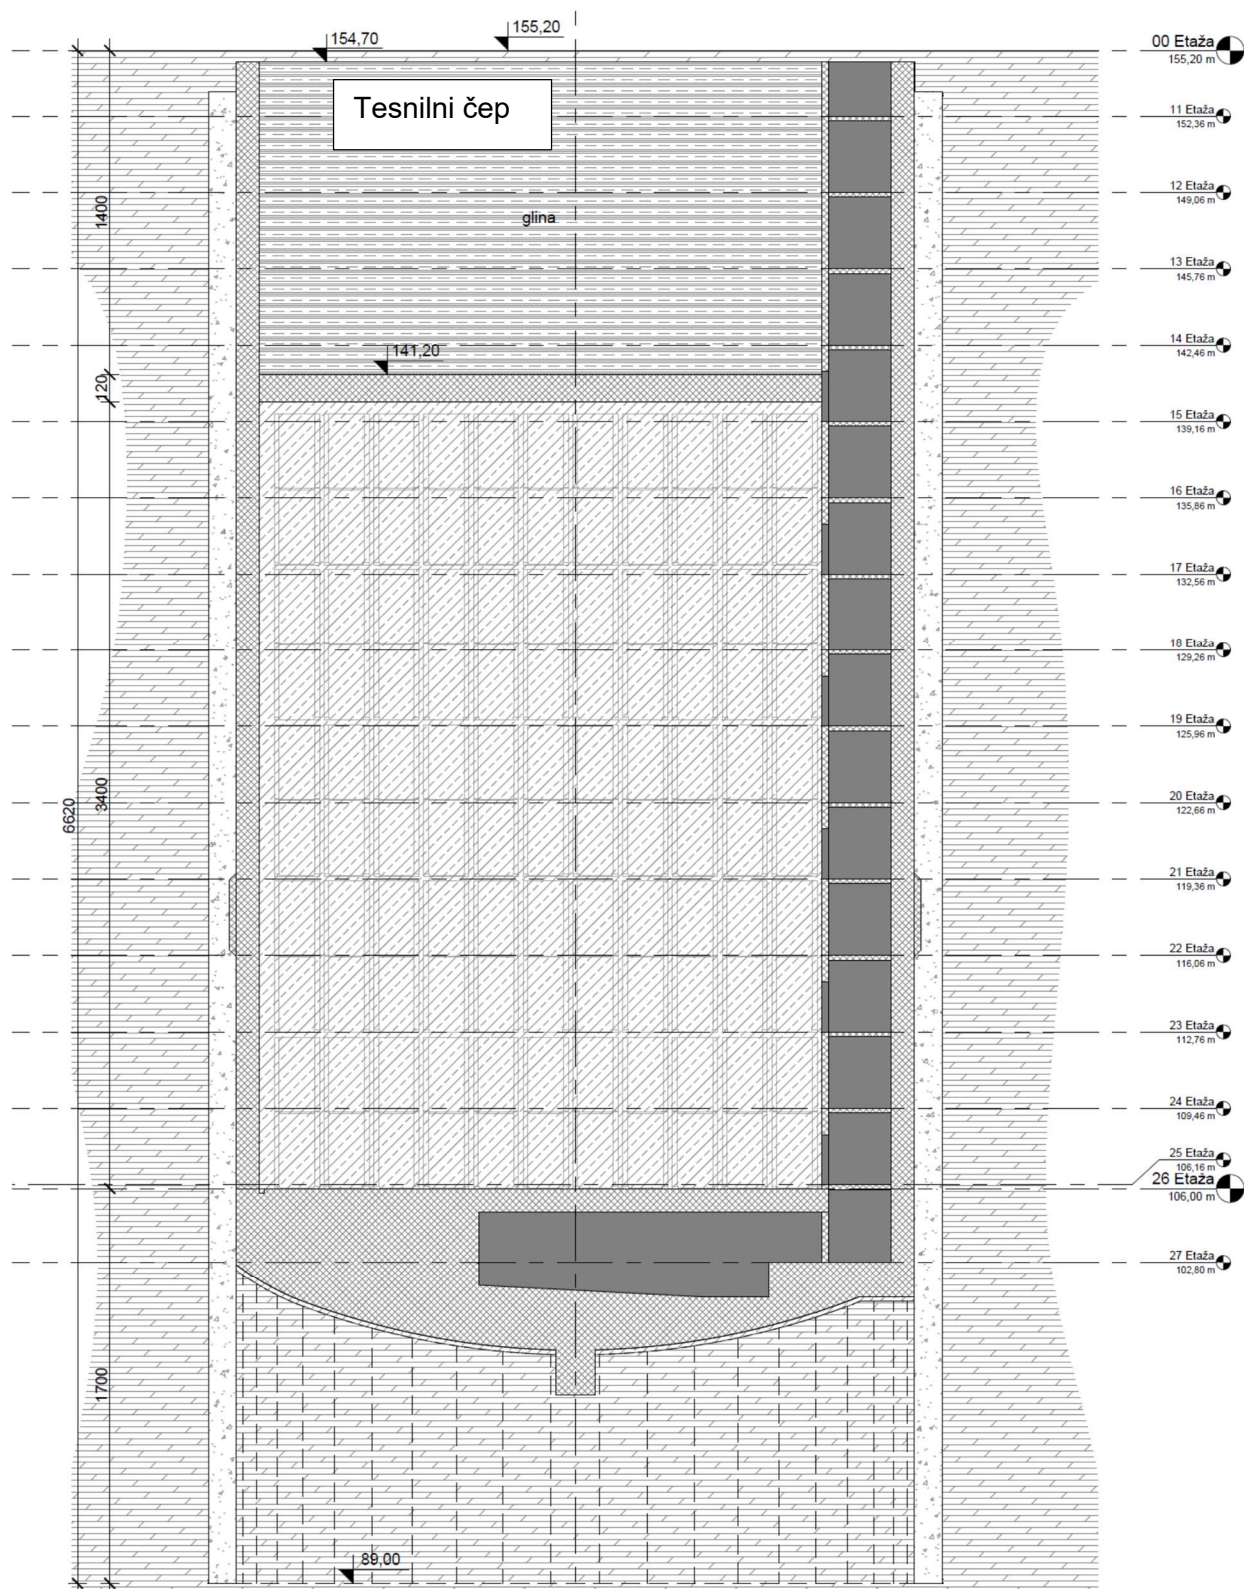 155,20
154,70
00 Etaža
155,20 m
Tesnilni čep
11 Etaža
152,36 m
12 Etaža
149,06 m
1400
glina
13 Etaža
145,76 m
14 Etaža
142,46 m
141,20
120
15 Etaža
139,16 m
16 Etaža
135,86 m
17 Etaža
132,56 m
18 Etaža
129,26 m
19 Etaža
125,96 m
20 Etaža
122,66 m
3400
6620
21 Etaža
119,36 m
22 Etaža
116,06 m
23 Etaža
112,76 m
24 Etaža
109,46 m
25 Etaža
106,16 m
26 Etaža
106,00 m
27 Etaža
102,80 m
1700
89,00